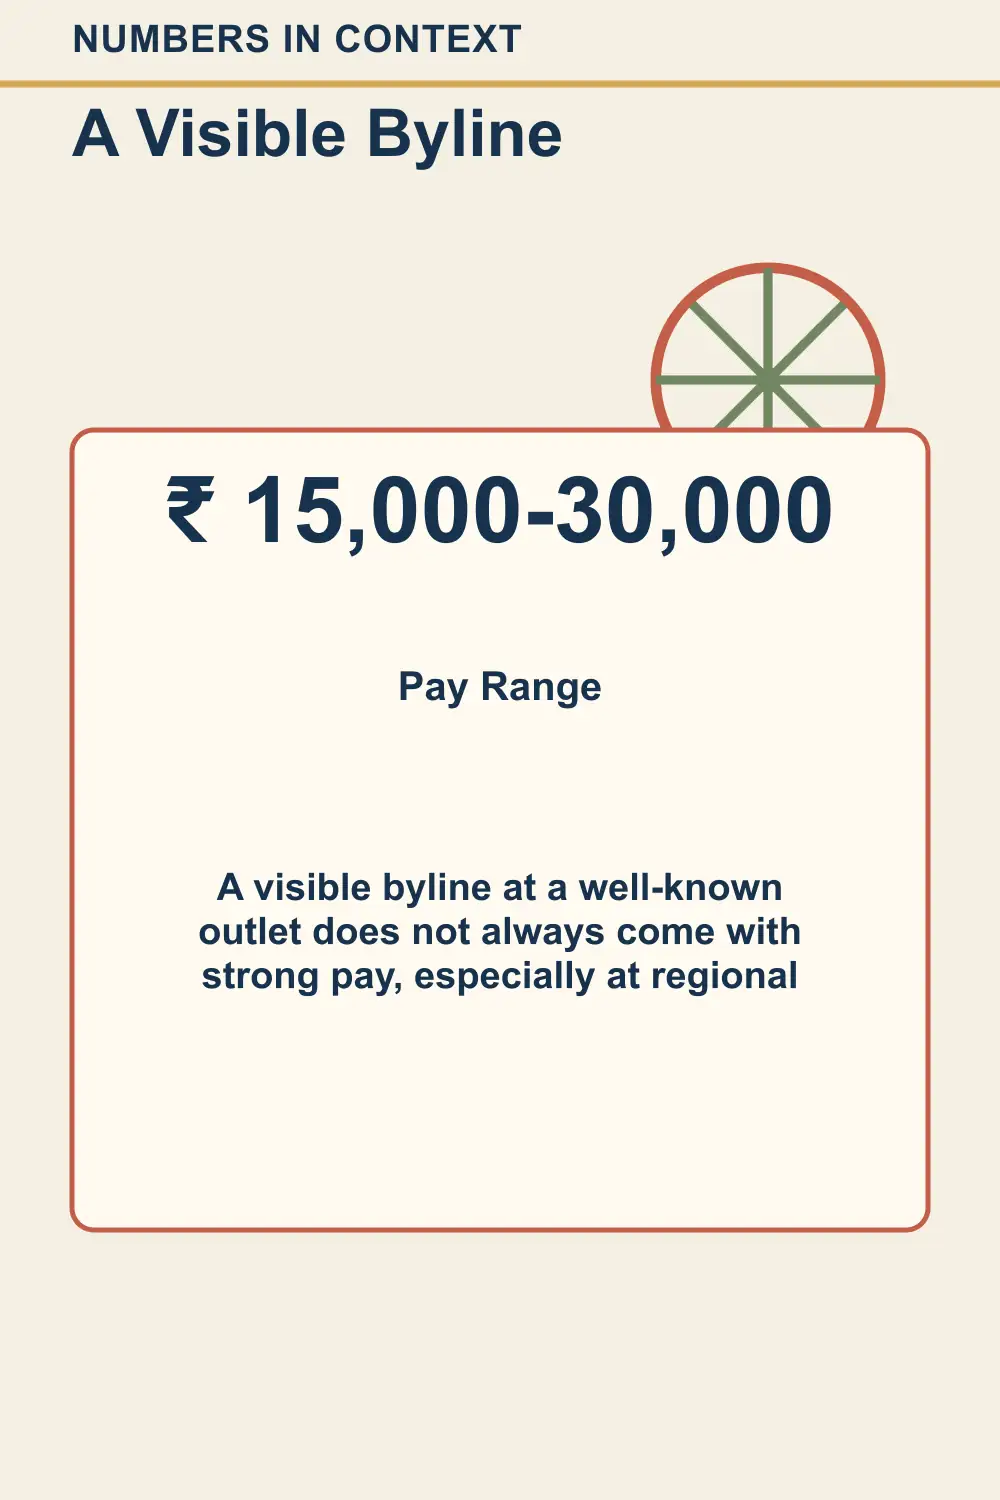 NUMBERS IN CONTEXT
A Visible Byline
₹ 15,000-30,000
Pay Range
A visible byline at a well-known
outlet does not always come with
strong pay, especially at regional